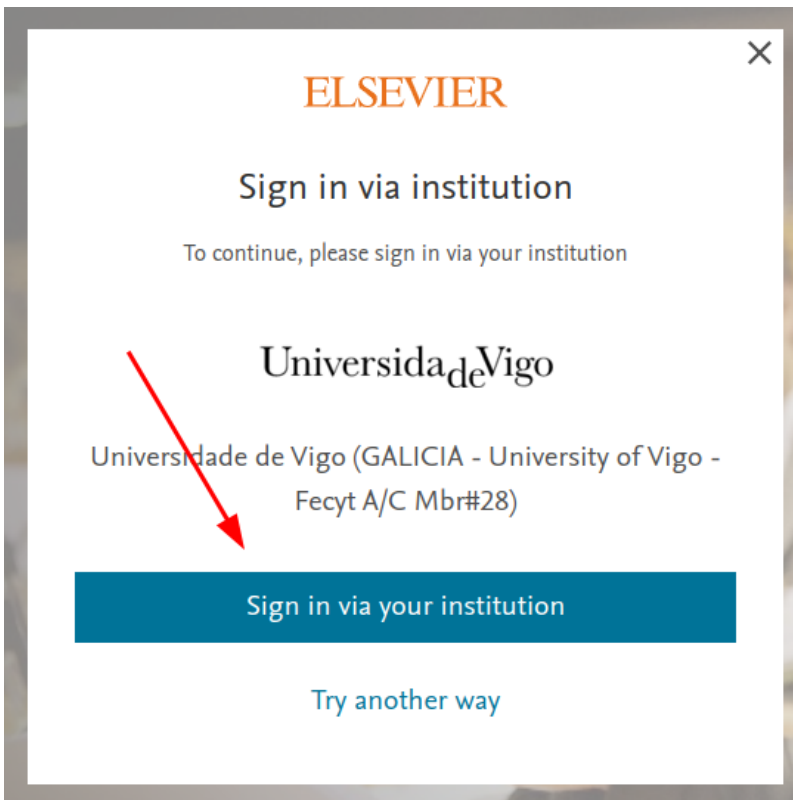 ELSEVIER
Sign in via institution
To continue, please sign in via your institution
UniversidadeVigo
Universidade de Vigo (GALICIA - University of Vigo -
Fecyt A/C Mbr#28)
Sign in via your institution
Try another way